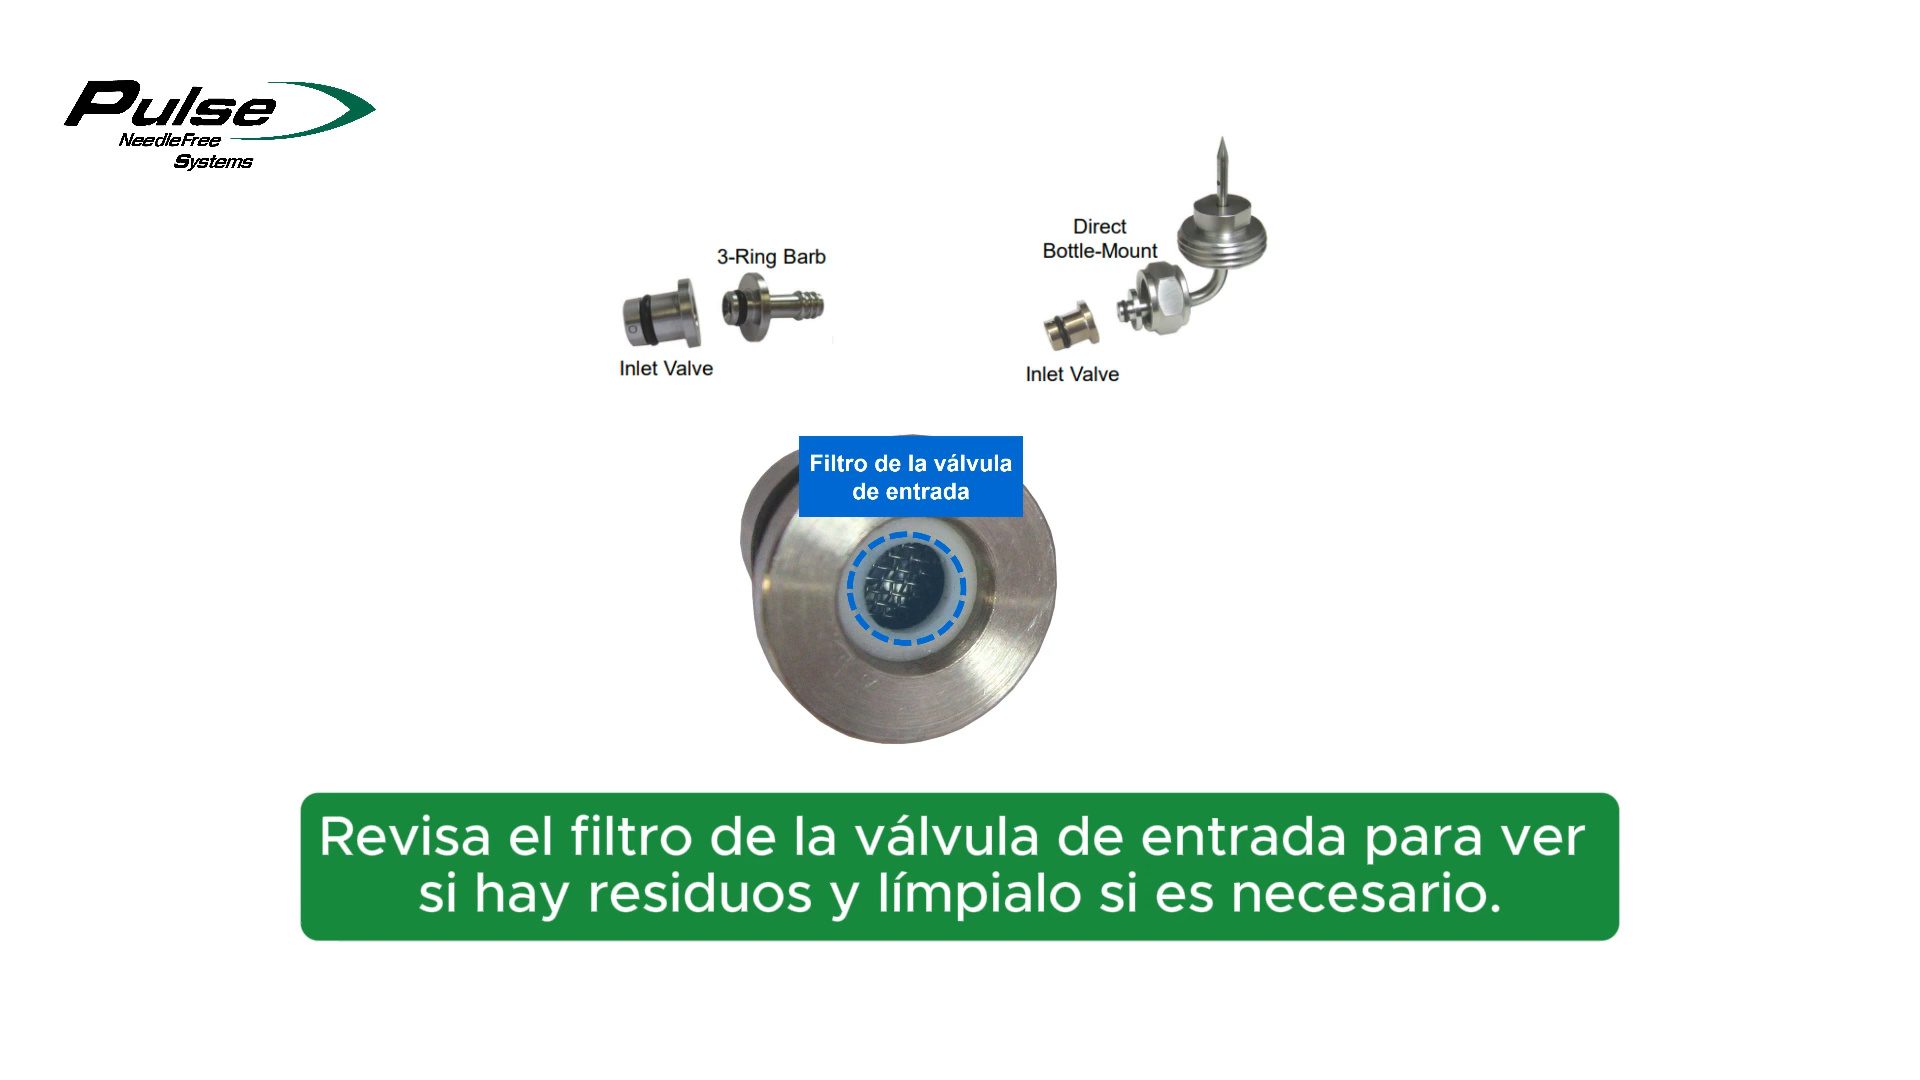 Pulse
NeedleFree
Systems
Direct
Bottle-Mount
3-Ring Barb
Inlet Valve
Inlet Valve
Filtro de la válvula
de entrada
Revisa el filtro de la válvula de entrada para ver
si hay residuos y límpialo si es necesario.